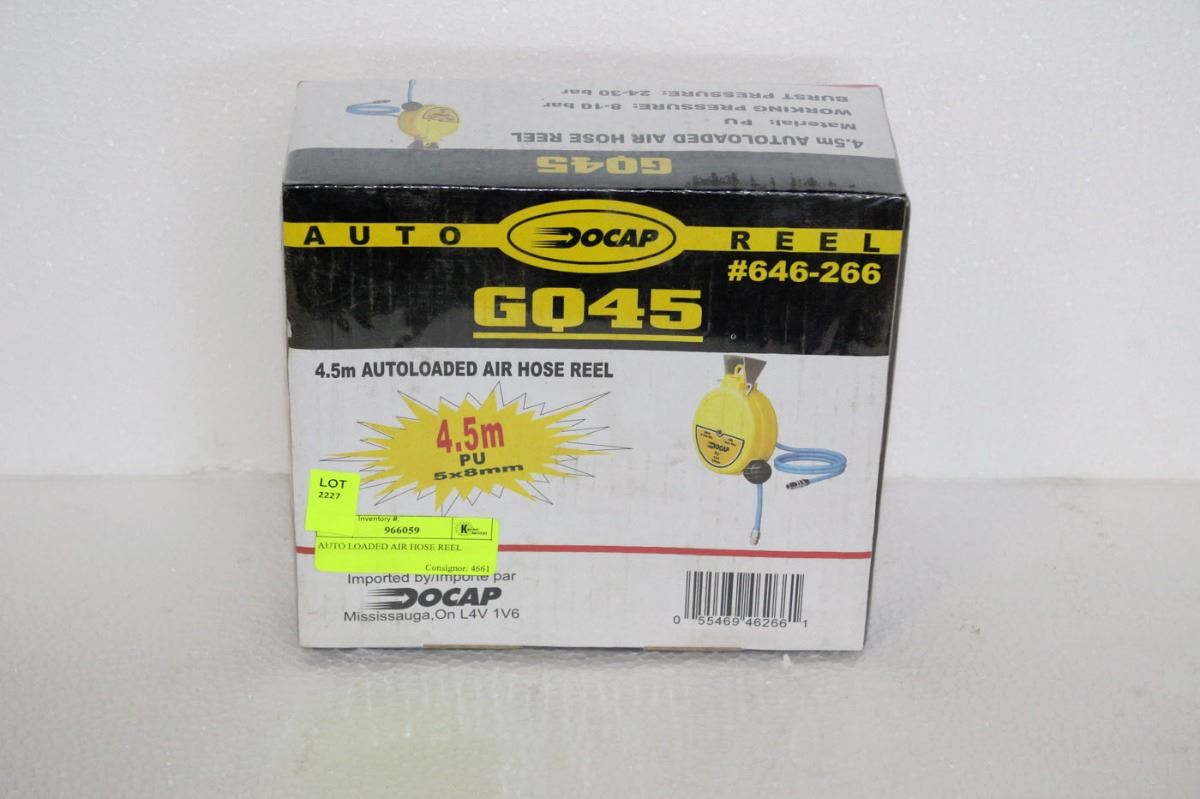 BURST PRESSURE: 24-30 bar
WORKING PRESSURE: 8-10 bar
Material: PU
4.5m AUTOLOADED AIR HOSE REEL
GQ45
AUTO DOCAP REEL
#646-266
GQ45
4.5m AUTOLOADED AIR HOSE REEL
4.5m
PU
5x8mm
DOCAP
LOT
2227
Inventory #:
966059
AUTO LOADED AIR HOSE REEL
Consignor: 4661
Imported by/Importé par
DOCAP
Mississauga,On L4V 1V6
0 55469 46266 1